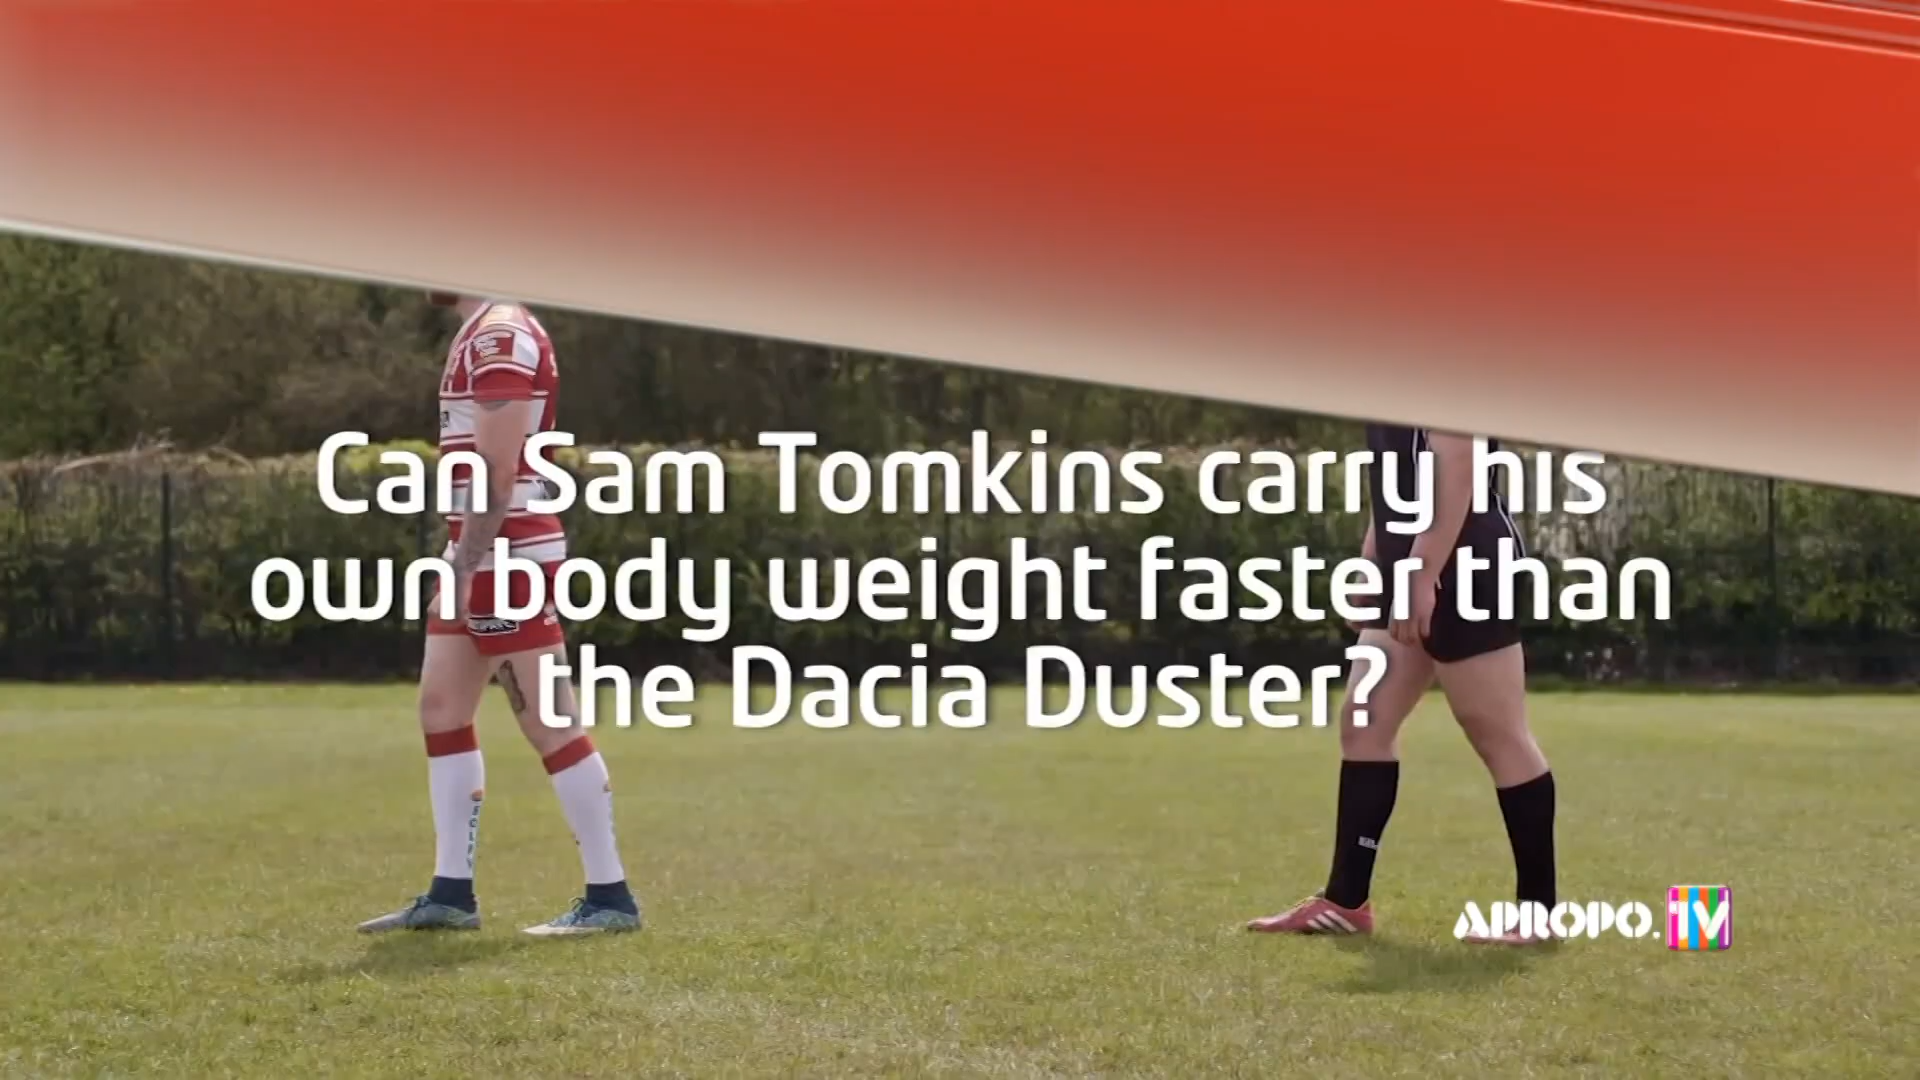 Can Sam Tomkins carry his
own body weight faster than
the Dacia Duster?
APROPO.TV